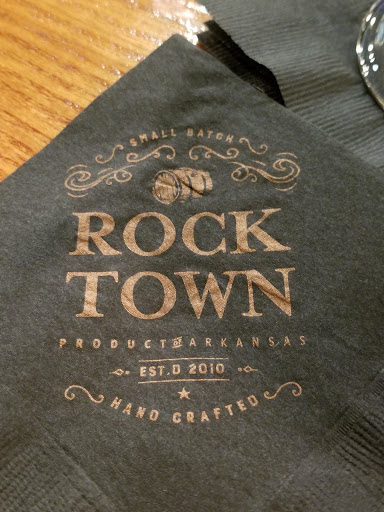 SMALL BATCH
ROCK
TOWN
PRODUCT OF ARKANSAS
EST.D 2010
HAND CRAFTED